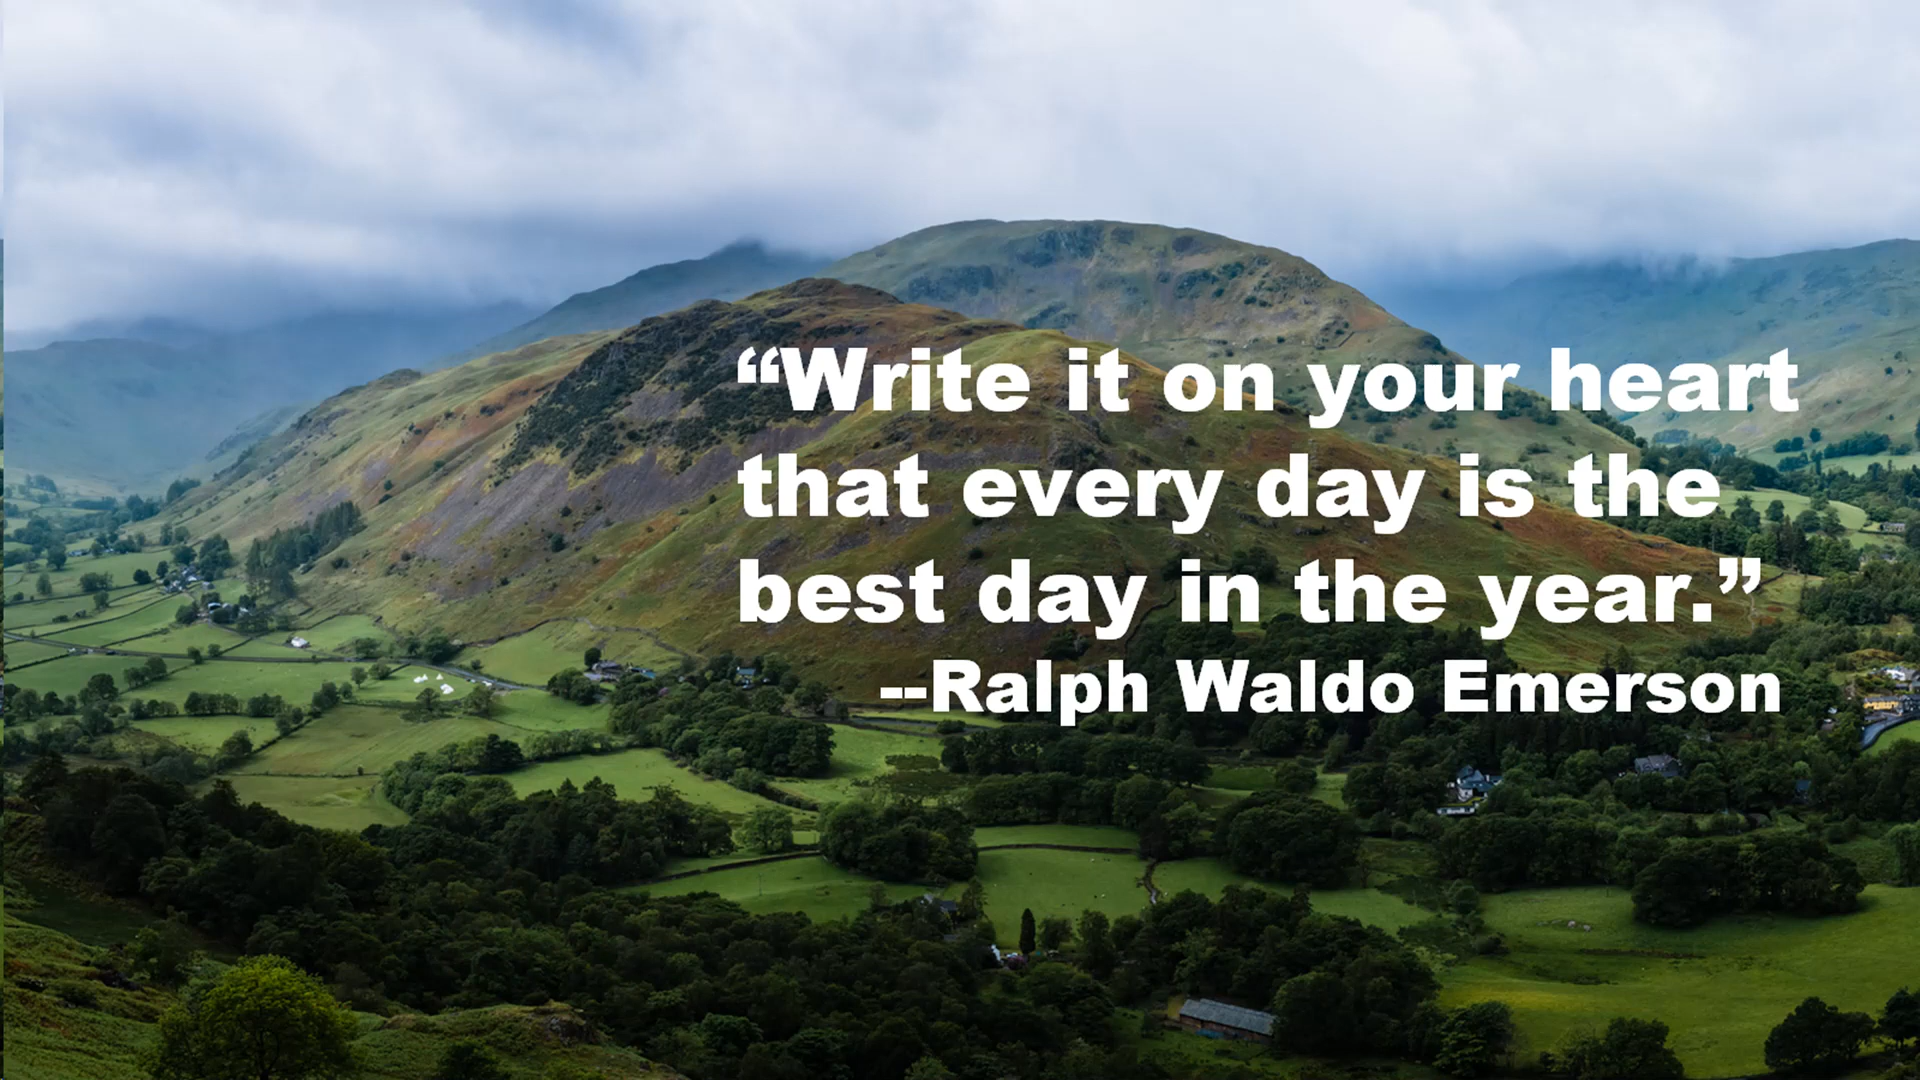 “Write it on your heart
that every day is the
best day in the year.”
--Ralph Waldo Emerson